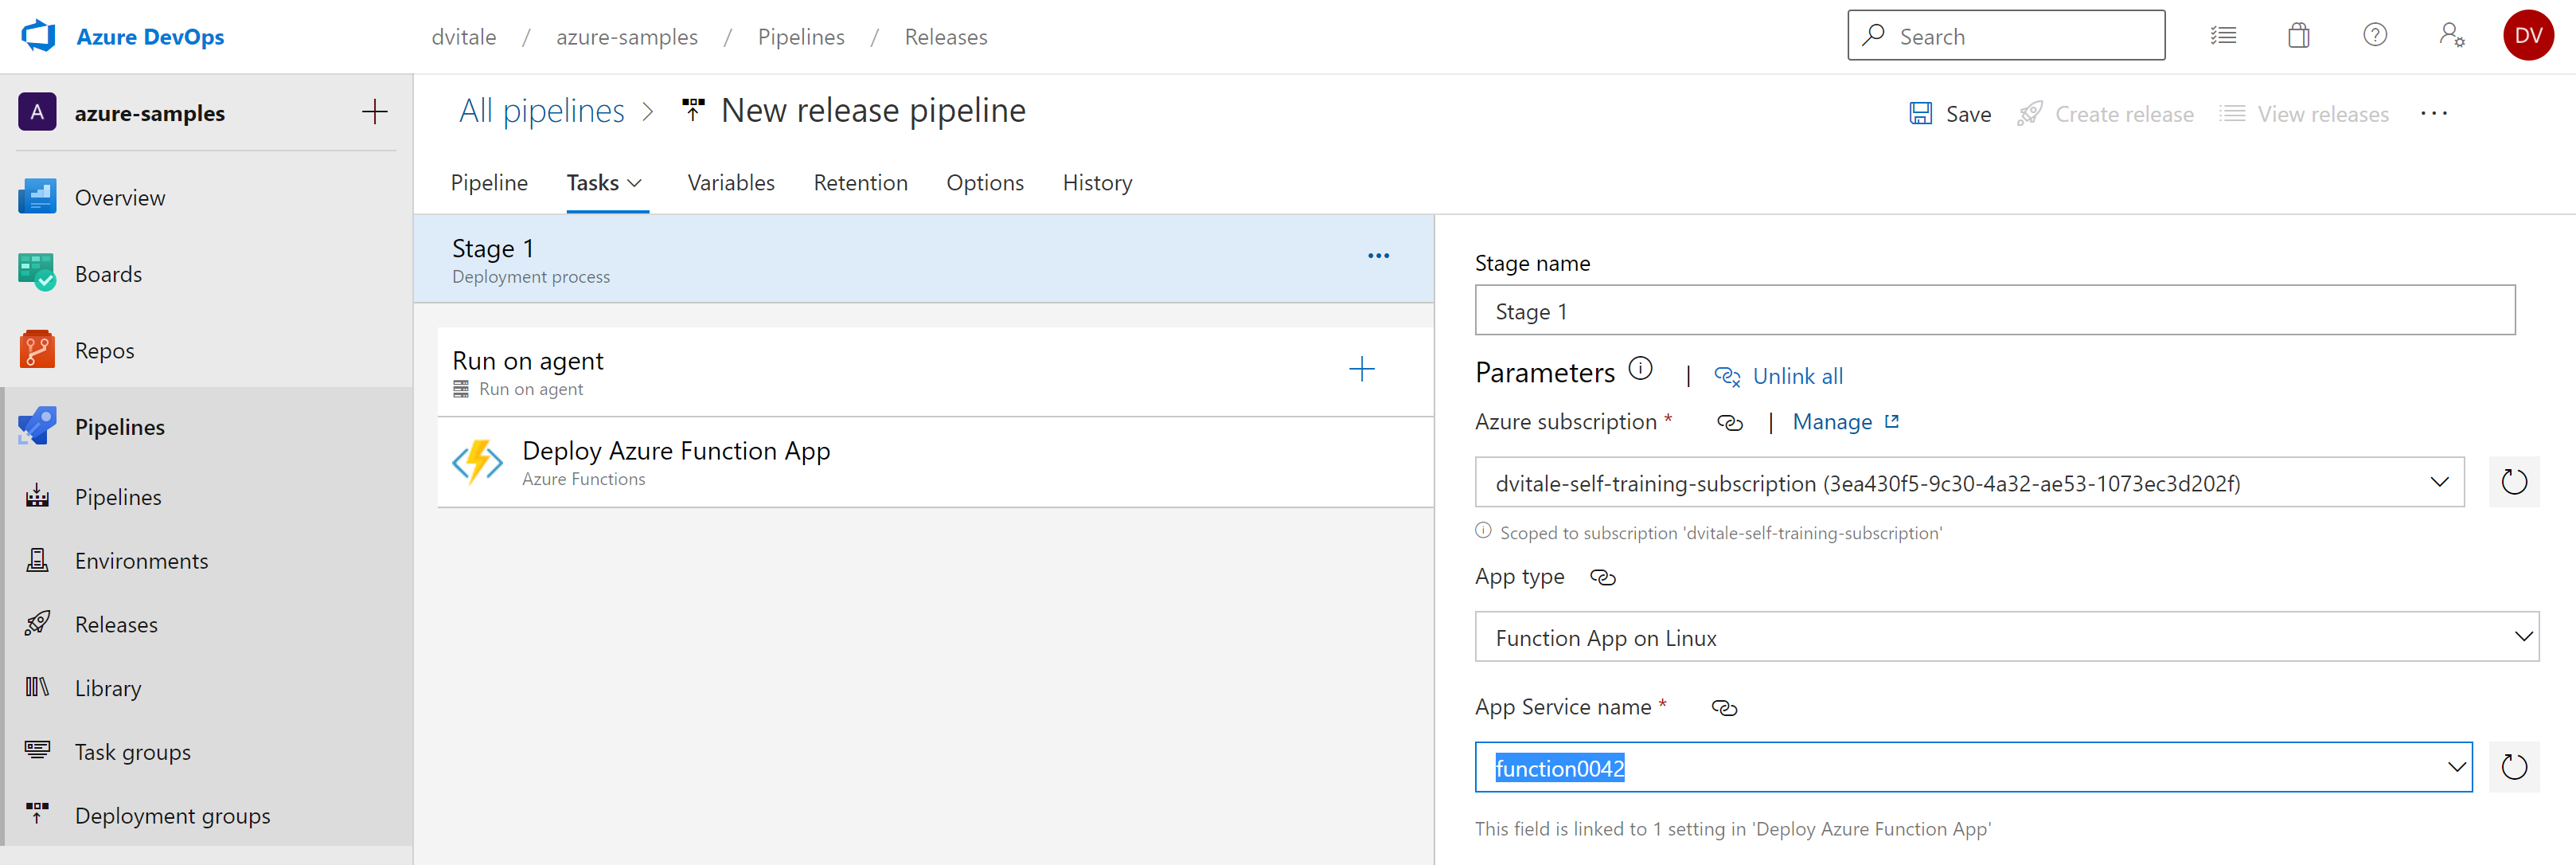 Azure DevOps
dvitale / azure-samples / Pipelines / Releases
Search
DV
A azure-samples
Overview
Boards
Repos
Pipelines
Pipelines
Environments
Releases
Library
Task groups
Deployment groups
All pipelines > New release pipeline
Save Create release View releases ...
Pipeline Tasks Variables Retention Options History
Stage 1
Deployment process
Run on agent
Run on agent
Deploy Azure Function App
Azure Functions
Stage name
Stage 1
Parameters | Unlink all
Azure subscription * | Manage
dvitale-self-training-subscription (3ea430f5-9c30-4a32-ae53-1073ec3d202f)
Scoped to subscription 'dvitale-self-training-subscription'
App type
Function App on Linux
App Service name *
function0042
This field is linked to 1 setting in 'Deploy Azure Function App'